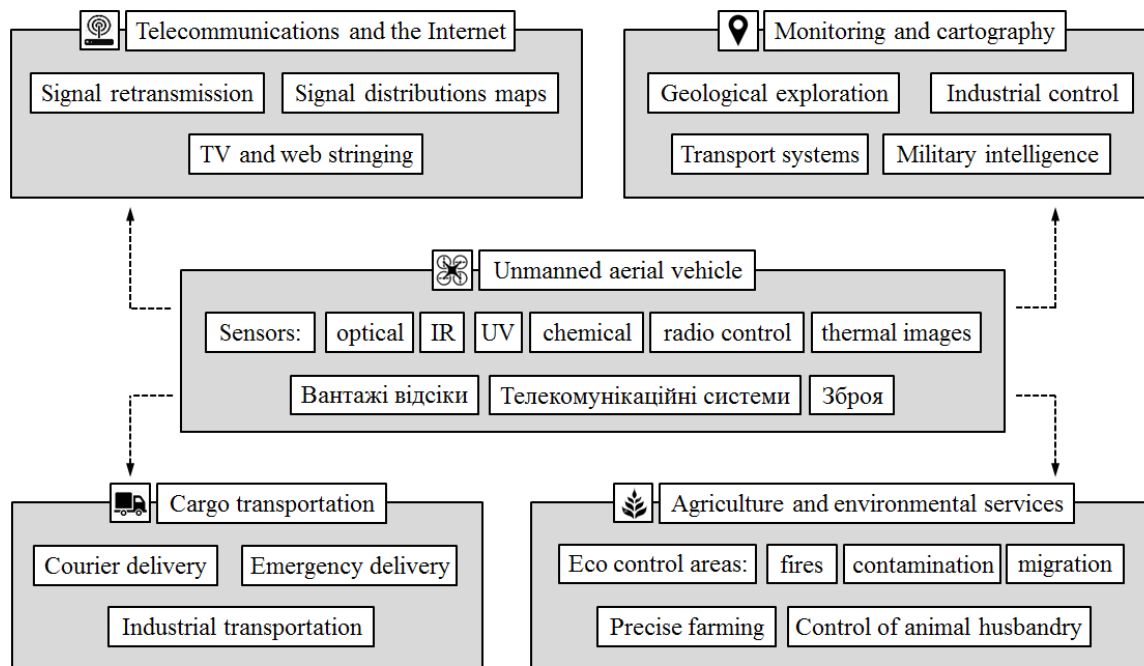 Telecommunications and the Internet
Signal retransmission
Signal distributions maps
TV and web stringing
Monitoring and cartography
Geological exploration
Industrial control
Transport systems
Military intelligence
Unmanned aerial vehicle
Sensors: optical IR UV chemical radio control thermal images
Вантажі відсіки
Телекомунікаційні системи
Зброя
Cargo transportation
Courier delivery
Emergency delivery
Industrial transportation
Agriculture and environmental services
Eco control areas: fires contamination migration
Precise farming
Control of animal husbandry